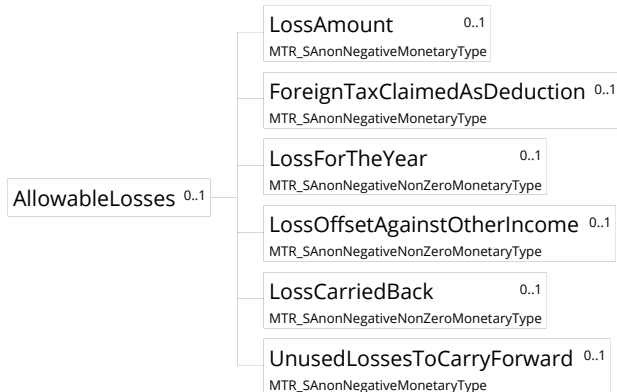 LossAmount 0..1
MTR_SAnonNegativeMonetaryType
ForeignTaxClaimedAsDeduction 0..1
MTR_SAnonNegativeMonetaryType
LossForTheYear 0..1
MTR_SAnonNegativeNonZeroMonetaryType
AllowableLosses 0..1
LossOffsetAgainstOtherIncome 0..1
MTR_SAnonNegativeNonZeroMonetaryType
LossCarriedBack 0..1
MTR_SAnonNegativeNonZeroMonetaryType
UnusedLossesToCarryForward 0..1
MTR_SAnonNegativeMonetaryType